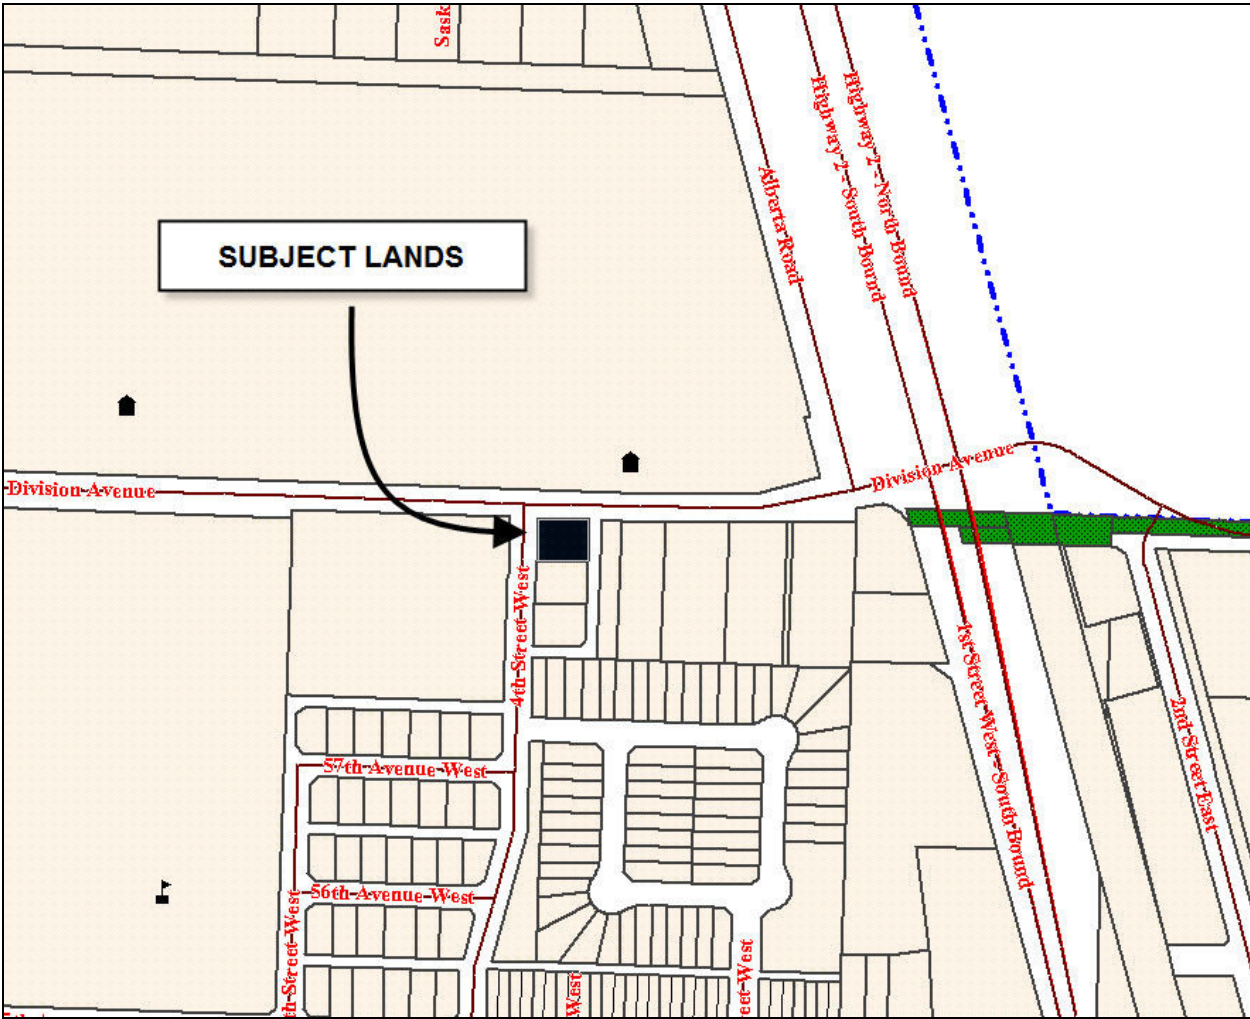 Sask
Highway 2 - North Bound
Highway 2 - South Bound
Alberta Road
SUBJECT LANDS
Division Avenue
Division Avenue
4th Street West
1st Street West - South Bound
2nd Street East
57th Avenue West
56th Avenue West
th Street West
eet West
West